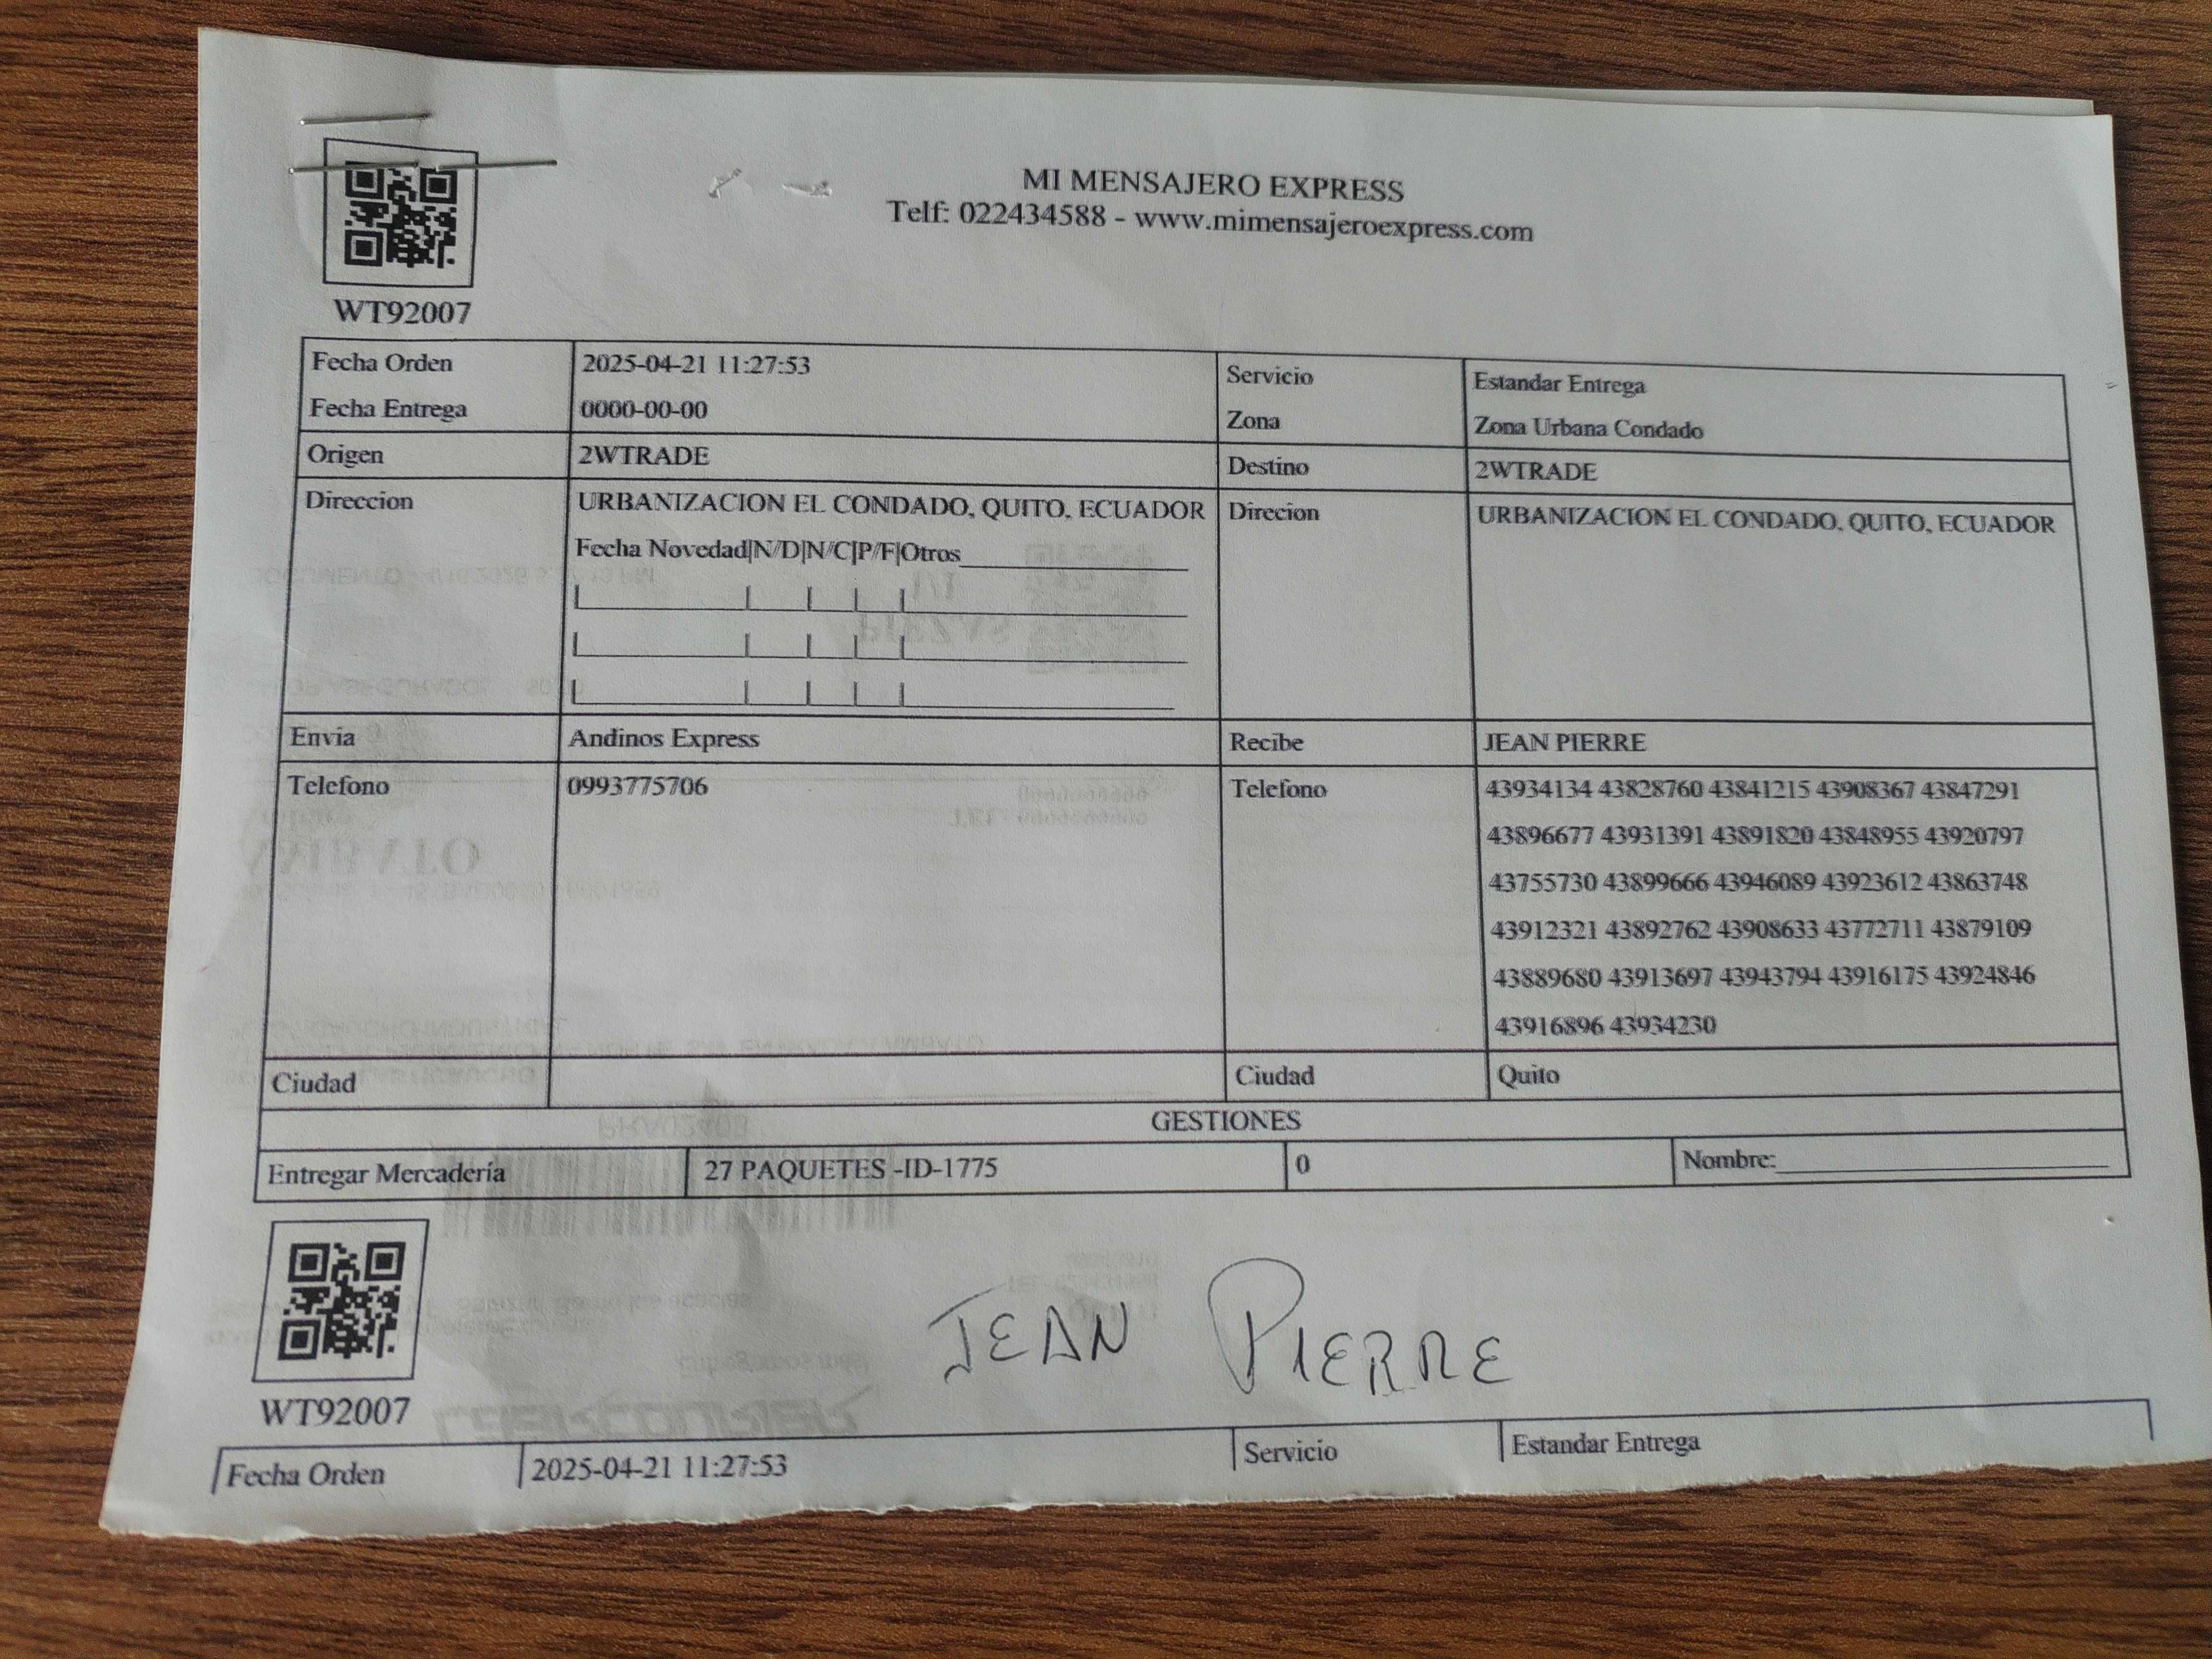 MI MENSAJERO EXPRESS
Telf: 022434588 - www.mimensajeroexpress.com
WT92007
Fecha Orden 2025-04-21 11:27:53 Servicio Estandar Entrega
Fecha Entrega 0000-00-00 Zona Zona Urbana Condado
Origen 2WTRADE Destino 2WTRADE
Direccion URBANIZACION EL CONDADO, QUITO, ECUADOR Direcion URBANIZACION EL CONDADO, QUITO, ECUADOR
Fecha Novedad|N/D|N/C|P/F|Otros
Envia Andinos Express Recibe JEAN PIERRE
Telefono 0993775706 Telefono 43934134 43828760 43841215 43908367 43847291
43896677 43931391 43891820 43848955 43920797
43755730 43899666 43946089 43923612 43863748
43912321 43892762 43908633 43772711 43879109
43889680 43913697 43943794 43916175 43924846
43916896 43934230
Ciudad Ciudad Quito
GESTIONES
Entregar Mercadería 27 PAQUETES -ID-1775 0 Nombre:
JEAN PIERRE
WT92007
Fecha Orden 2025-04-21 11:27:53 Servicio Estandar Entrega